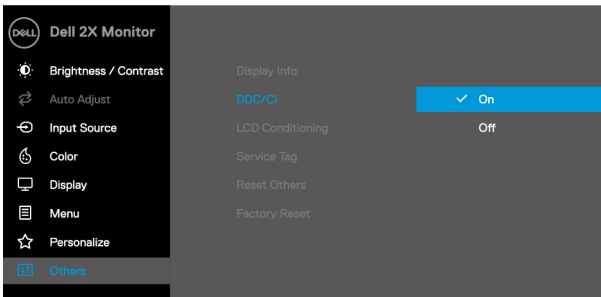 DELL
Dell 2X Monitor
Brightness / Contrast
Auto Adjust
Input Source
Color
Display
Menu
Personalize
Others
Display Info
DDC/CI
LCD Conditioning
Service Tag
Reset Others
Factory Reset
On
Off